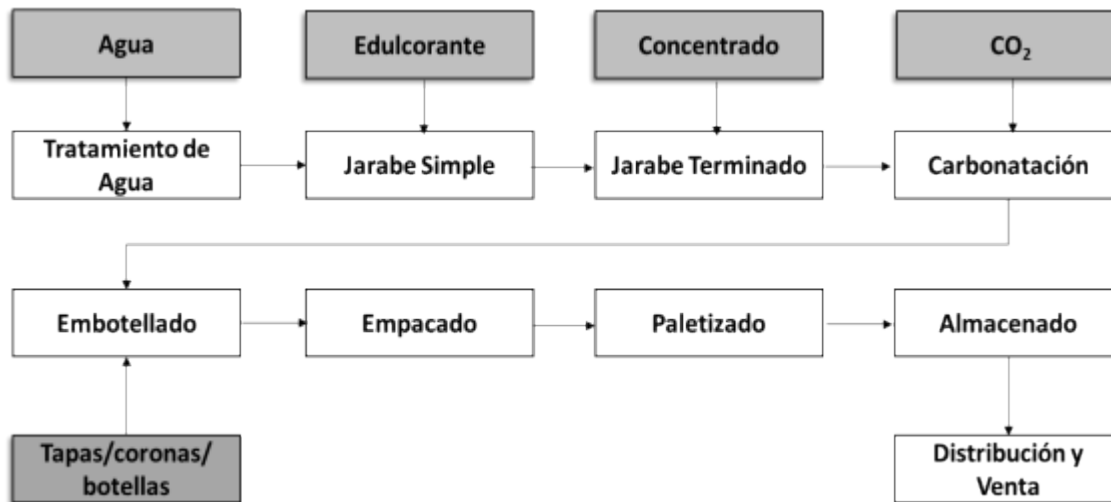 Agua
Edulcorante
Concentrado
CO₂
Tratamiento de
Agua
Jarabe Simple
Jarabe Terminado
Carbonatación
Embotellado
Empacado
Paletizado
Almacenado
Tapas/coronas/
botellas
Distribución y
Venta